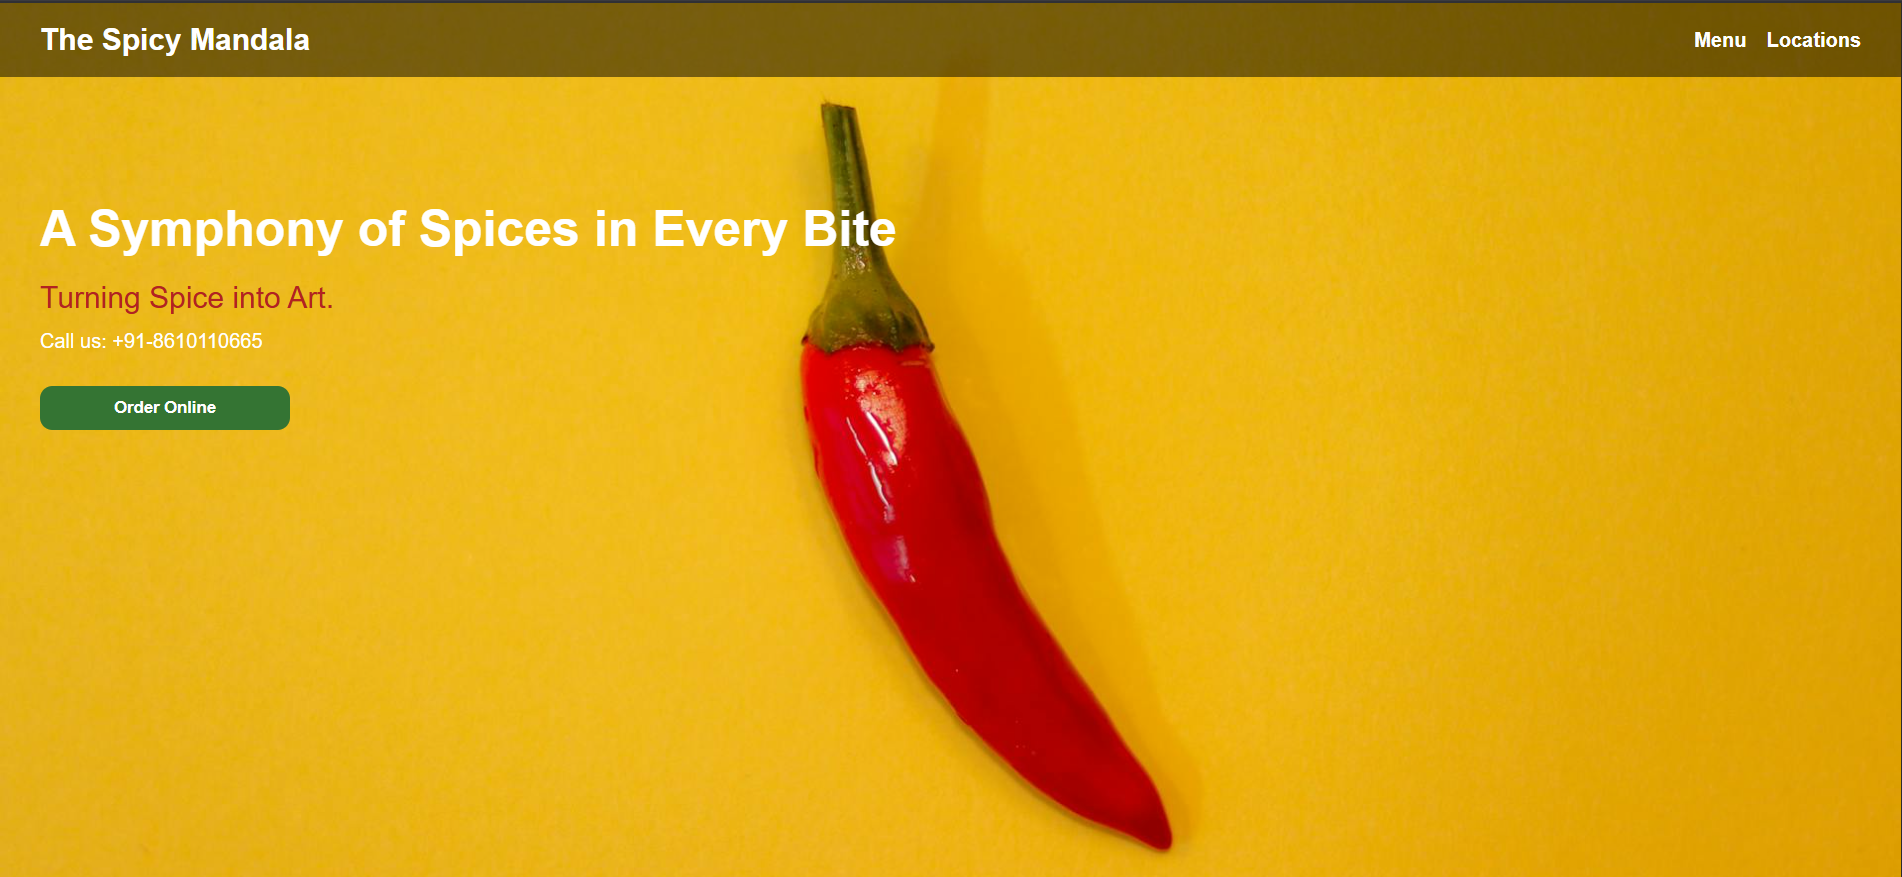 The Spicy Mandala
Menu Locations
A Symphony of Spices in Every Bite
Turning Spice into Art.
Call us: +91-8610110665
Order Online